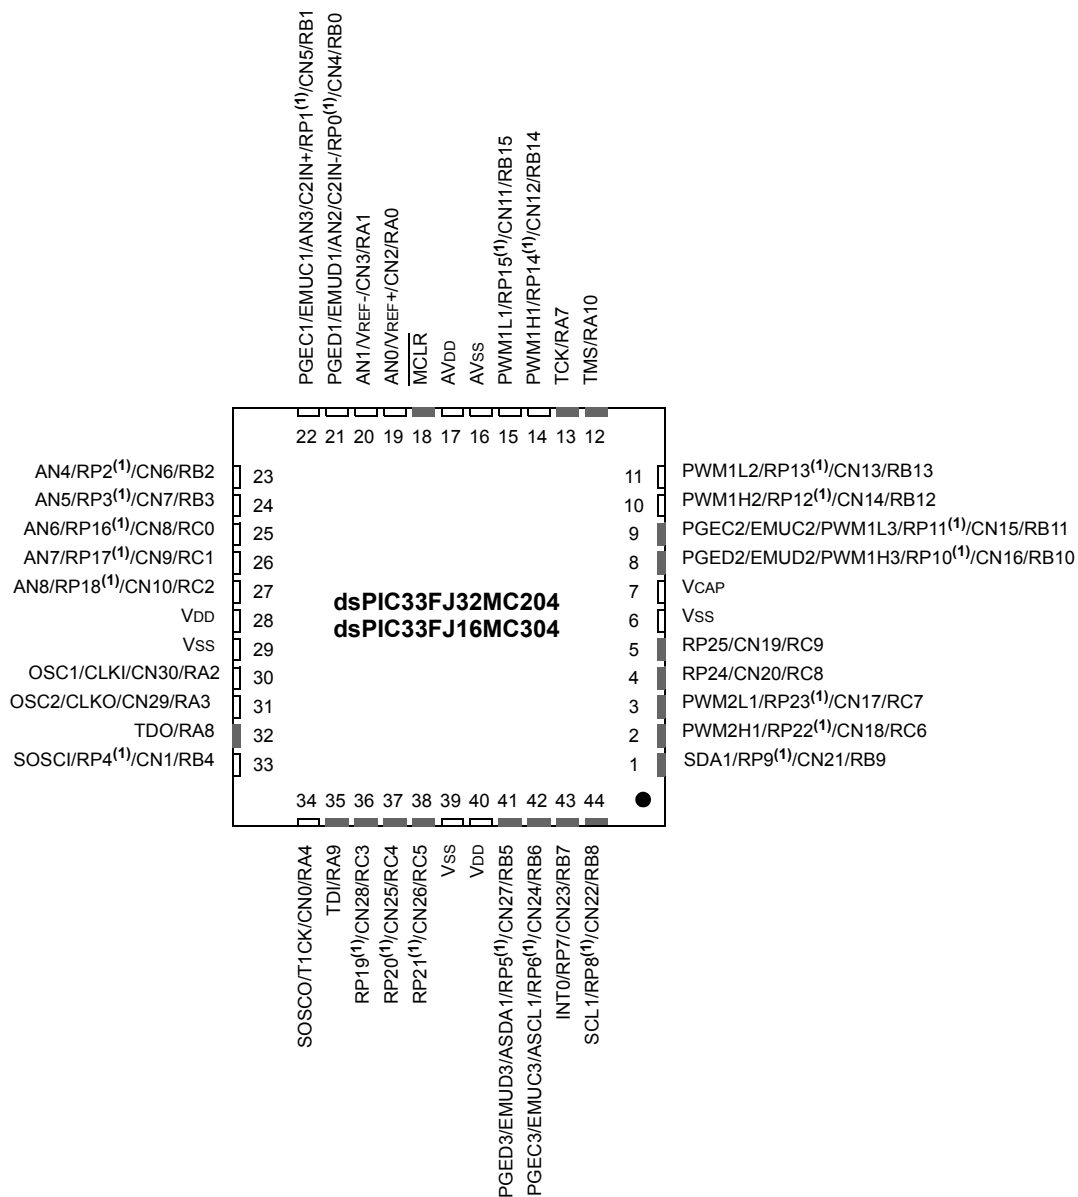 PGEC1/EMUC1/AN3/C2IN+/RP1(1)/CN5/RB1
PGED1/EMUD1/AN2/C2IN-/RP0(1)/CN4/RB0
AN1/VREF-/CN3/RA1
AN0/VREF+/CN2/RA0
MCLR
AVDD
AVSS
PWM1L1/RP15(1)/CN11/RB15
PWM1H1/RP14(1)/CN12/RB14
TCK/RA7
TMS/RA10
22 21 20 19 18 17 16 15 14 13 12
AN4/RP2(1)/CN6/RB2 23
AN5/RP3(1)/CN7/RB3 24
AN6/RP16(1)/CN8/RC0 25
AN7/RP17(1)/CN9/RC1 26
AN8/RP18(1)/CN10/RC2 27
VDD 28
VSS 29
OSC1/CLKI/CN30/RA2 30
OSC2/CLKO/CN29/RA3 31
TDO/RA8 32
SOSCI/RP4(1)/CN1/RB4 33
dsPIC33FJ32MC204
dsPIC33FJ16MC304
11 PWM1L2/RP13(1)/CN13/RB13
10 PWM1H2/RP12(1)/CN14/RB12
9 PGEC2/EMUC2/PWM1L3/RP11(1)/CN15/RB11
8 PGED2/EMUD2/PWM1H3/RP10(1)/CN16/RB10
7 VCAP
6 VSS
5 RP25/CN19/RC9
4 RP24/CN20/RC8
3 PWM2L1/RP23(1)/CN17/RC7
2 PWM2H1/RP22(1)/CN18/RC6
1 SDA1/RP9(1)/CN21/RB9
34 35 36 37 38 39 40 41 42 43 44
SOSCO/T1CK/CN0/RA4
TDI/RA9
RP19(1)/CN28/RC3
RP20(1)/CN25/RC4
RP21(1)/CN26/RC5
VSS
VDD
PGED3/EMUD3/ASDA1/RP5(1)/CN27/RB5
PGEC3/EMUC3/ASCL1/RP6(1)/CN24/RB6
INT0/RP7/CN23/RB7
SCL1/RP8(1)/CN22/RB8